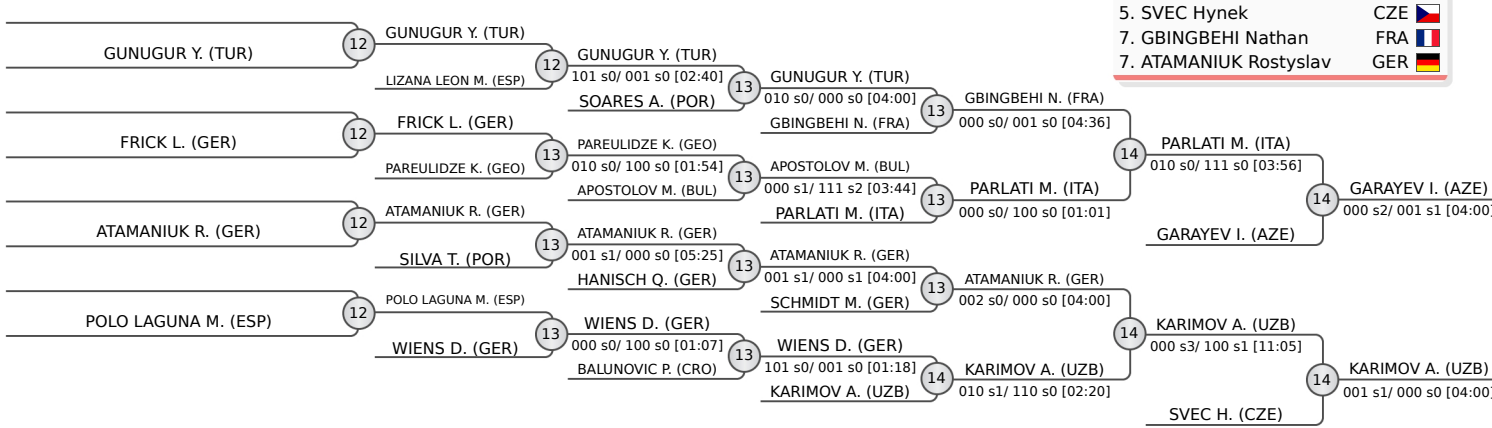 5. SVEC Hynek CZE
7. GBINGBEHI Nathan FRA
7. ATAMANIUK Rostyslav GER
GUNUGUR Y. (TUR)
12
GUNUGUR Y. (TUR)
LIZANA LEON M. (ESP)
12
GUNUGUR Y. (TUR)
101 s0/ 001 s0 [02:40]
SOARES A. (POR)
13
GUNUGUR Y. (TUR)
010 s0/ 000 s0 [04:00]
GBINGBEHI N. (FRA)
13
GBINGBEHI N. (FRA)
000 s0/ 001 s0 [04:36]
FRICK L. (GER)
12
FRICK L. (GER)
PAREULIDZE K. (GEO)
13
PAREULIDZE K. (GEO)
010 s0/ 100 s0 [01:54]
APOSTOLOV M. (BUL)
13
APOSTOLOV M. (BUL)
000 s1/ 111 s2 [03:44]
PARLATI M. (ITA)
13
PARLATI M. (ITA)
000 s0/ 100 s0 [01:01]
14
PARLATI M. (ITA)
010 s0/ 111 s0 [03:56]
GARAYEV I. (AZE)
14
GARAYEV I. (AZE)
000 s2/ 001 s1 [04:00]
ATAMANIUK R. (GER)
12
ATAMANIUK R. (GER)
SILVA T. (POR)
13
ATAMANIUK R. (GER)
001 s1/ 000 s0 [05:25]
HANISCH Q. (GER)
13
ATAMANIUK R. (GER)
001 s1/ 000 s1 [04:00]
SCHMIDT M. (GER)
13
ATAMANIUK R. (GER)
002 s0/ 000 s0 [04:00]
POLO LAGUNA M. (ESP)
12
POLO LAGUNA M. (ESP)
WIENS D. (GER)
13
WIENS D. (GER)
000 s0/ 100 s0 [01:07]
BALUNOVIC P. (CRO)
13
WIENS D. (GER)
101 s0/ 001 s0 [01:18]
KARIMOV A. (UZB)
14
KARIMOV A. (UZB)
010 s1/ 110 s0 [02:20]
14
KARIMOV A. (UZB)
000 s3/ 100 s1 [11:05]
SVEC H. (CZE)
14
KARIMOV A. (UZB)
001 s1/ 000 s0 [04:00]